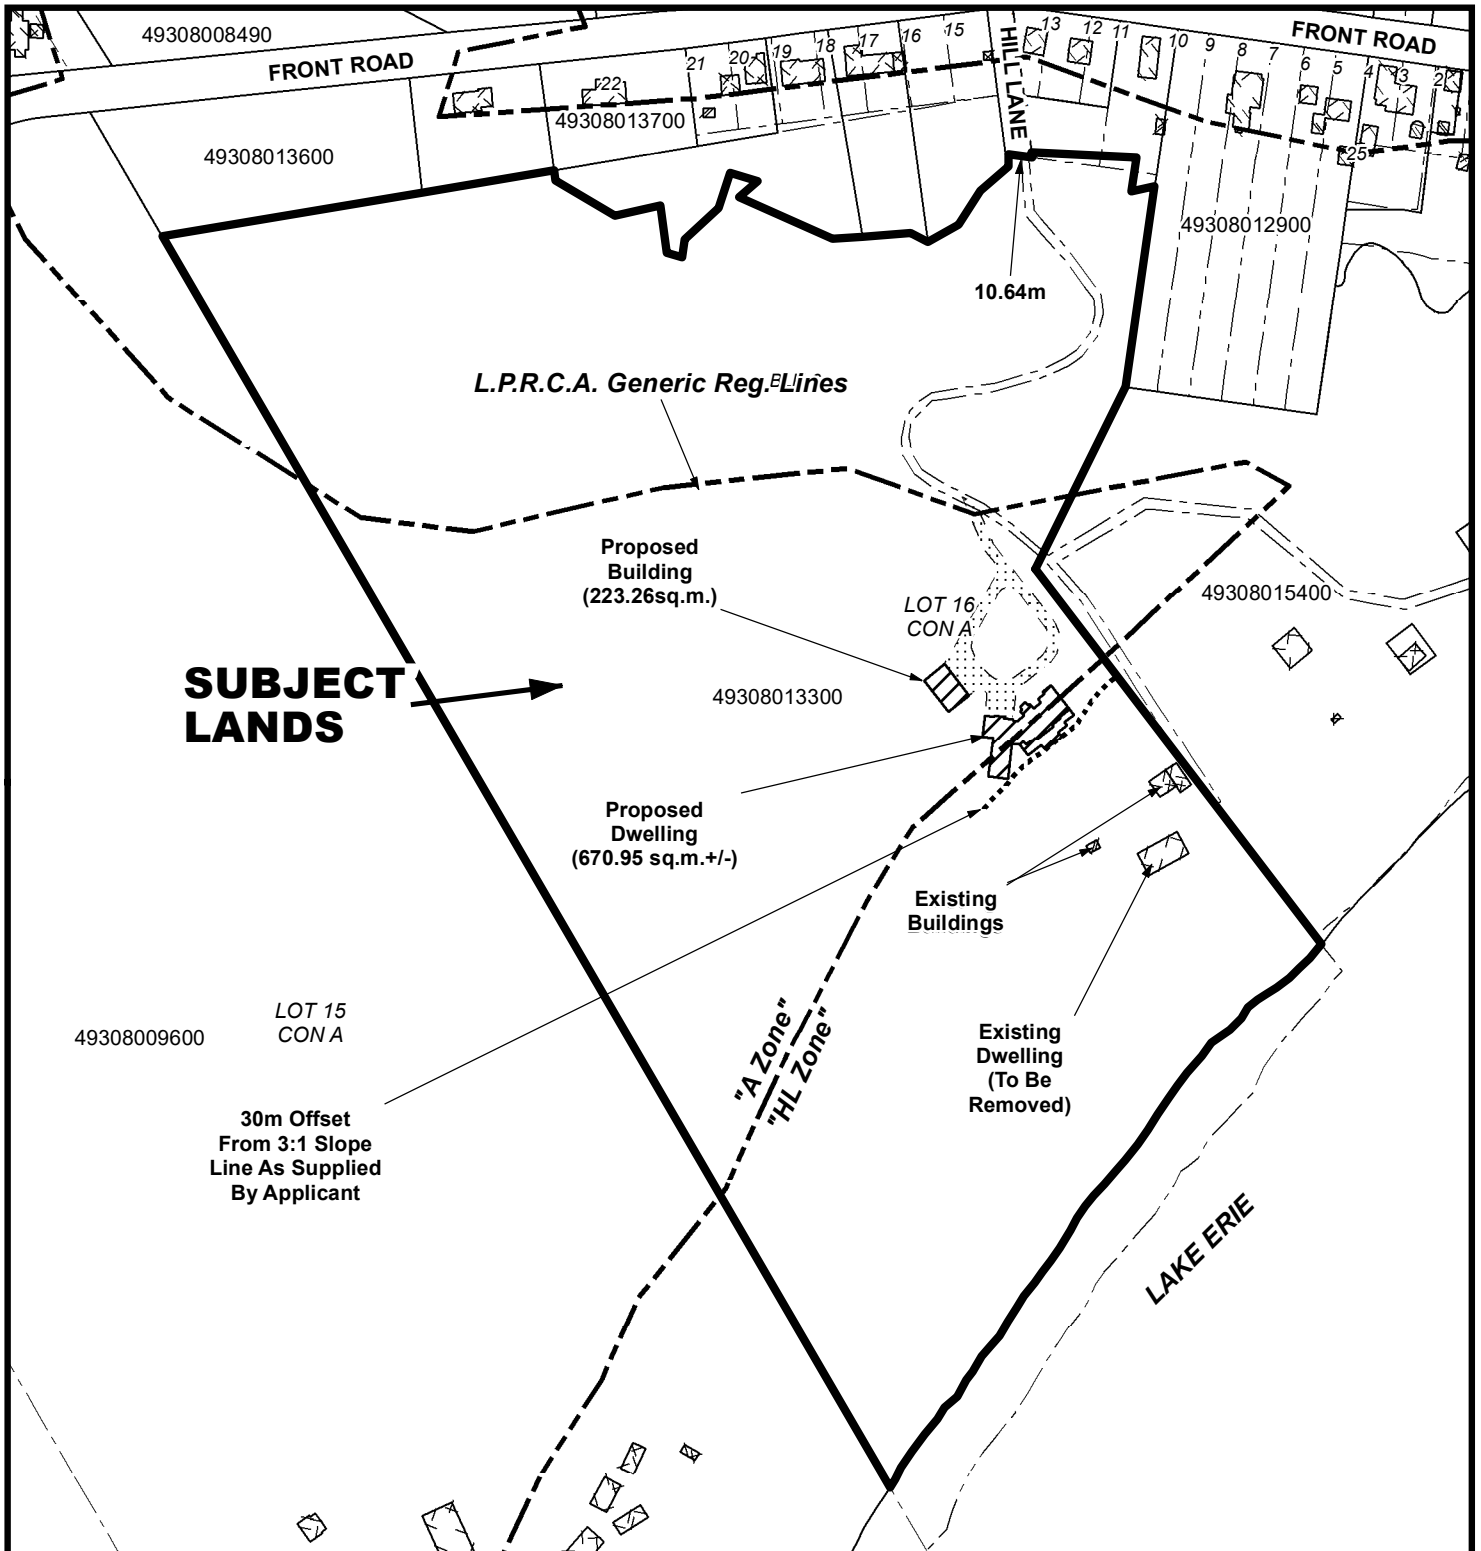 49308008490
FRONT ROAD
FRONT ROAD
HILL LANE
22
21
20
19
18
17
16
15
13
12
11
10
9
8
7
6
5
4
3
2
25
49308013700
49308013600
49308012900
10.64m
L.P.R.C.A. Generic Reg. Lines
Proposed
Building
(223.26sq.m.)
LOT 16
CON A
49308015400
SUBJECT
LANDS
49308013300
Proposed
Dwelling
(670.95 sq.m.+/-)
Existing
Buildings
LOT 15
CON A
49308009600
"A Zone"
"HL Zone"
Existing
Dwelling
(To Be
Removed)
30m Offset
From 3:1 Slope
Line As Supplied
By Applicant
LAKE ERIE